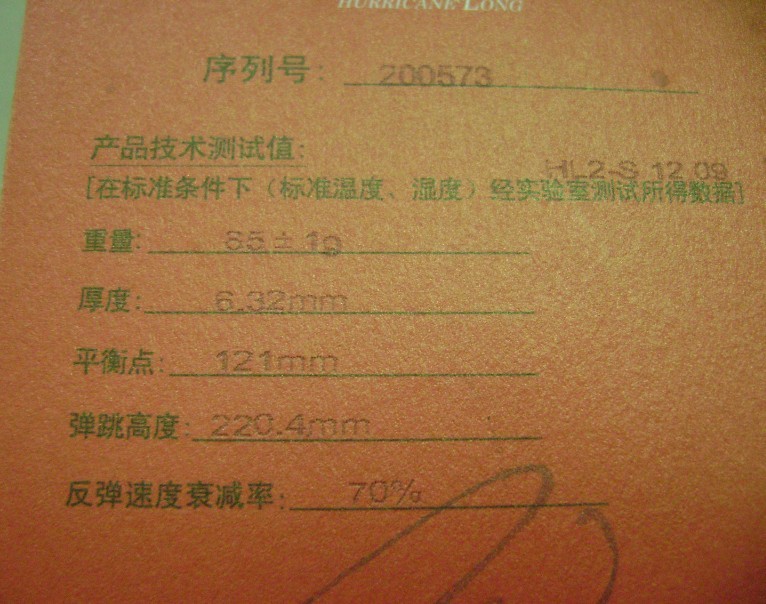 HURRICANE LONG
序列号: 200573
产品技术测试值:
HL2-S 12 09
[在标准条件下（标准温度、湿度）经实验室测试所得数据]
重量: 85±1g
厚度: 6.32mm
平衡点: 121mm
弹跳高度: 220.4mm
反弹速度衰减率: 70%